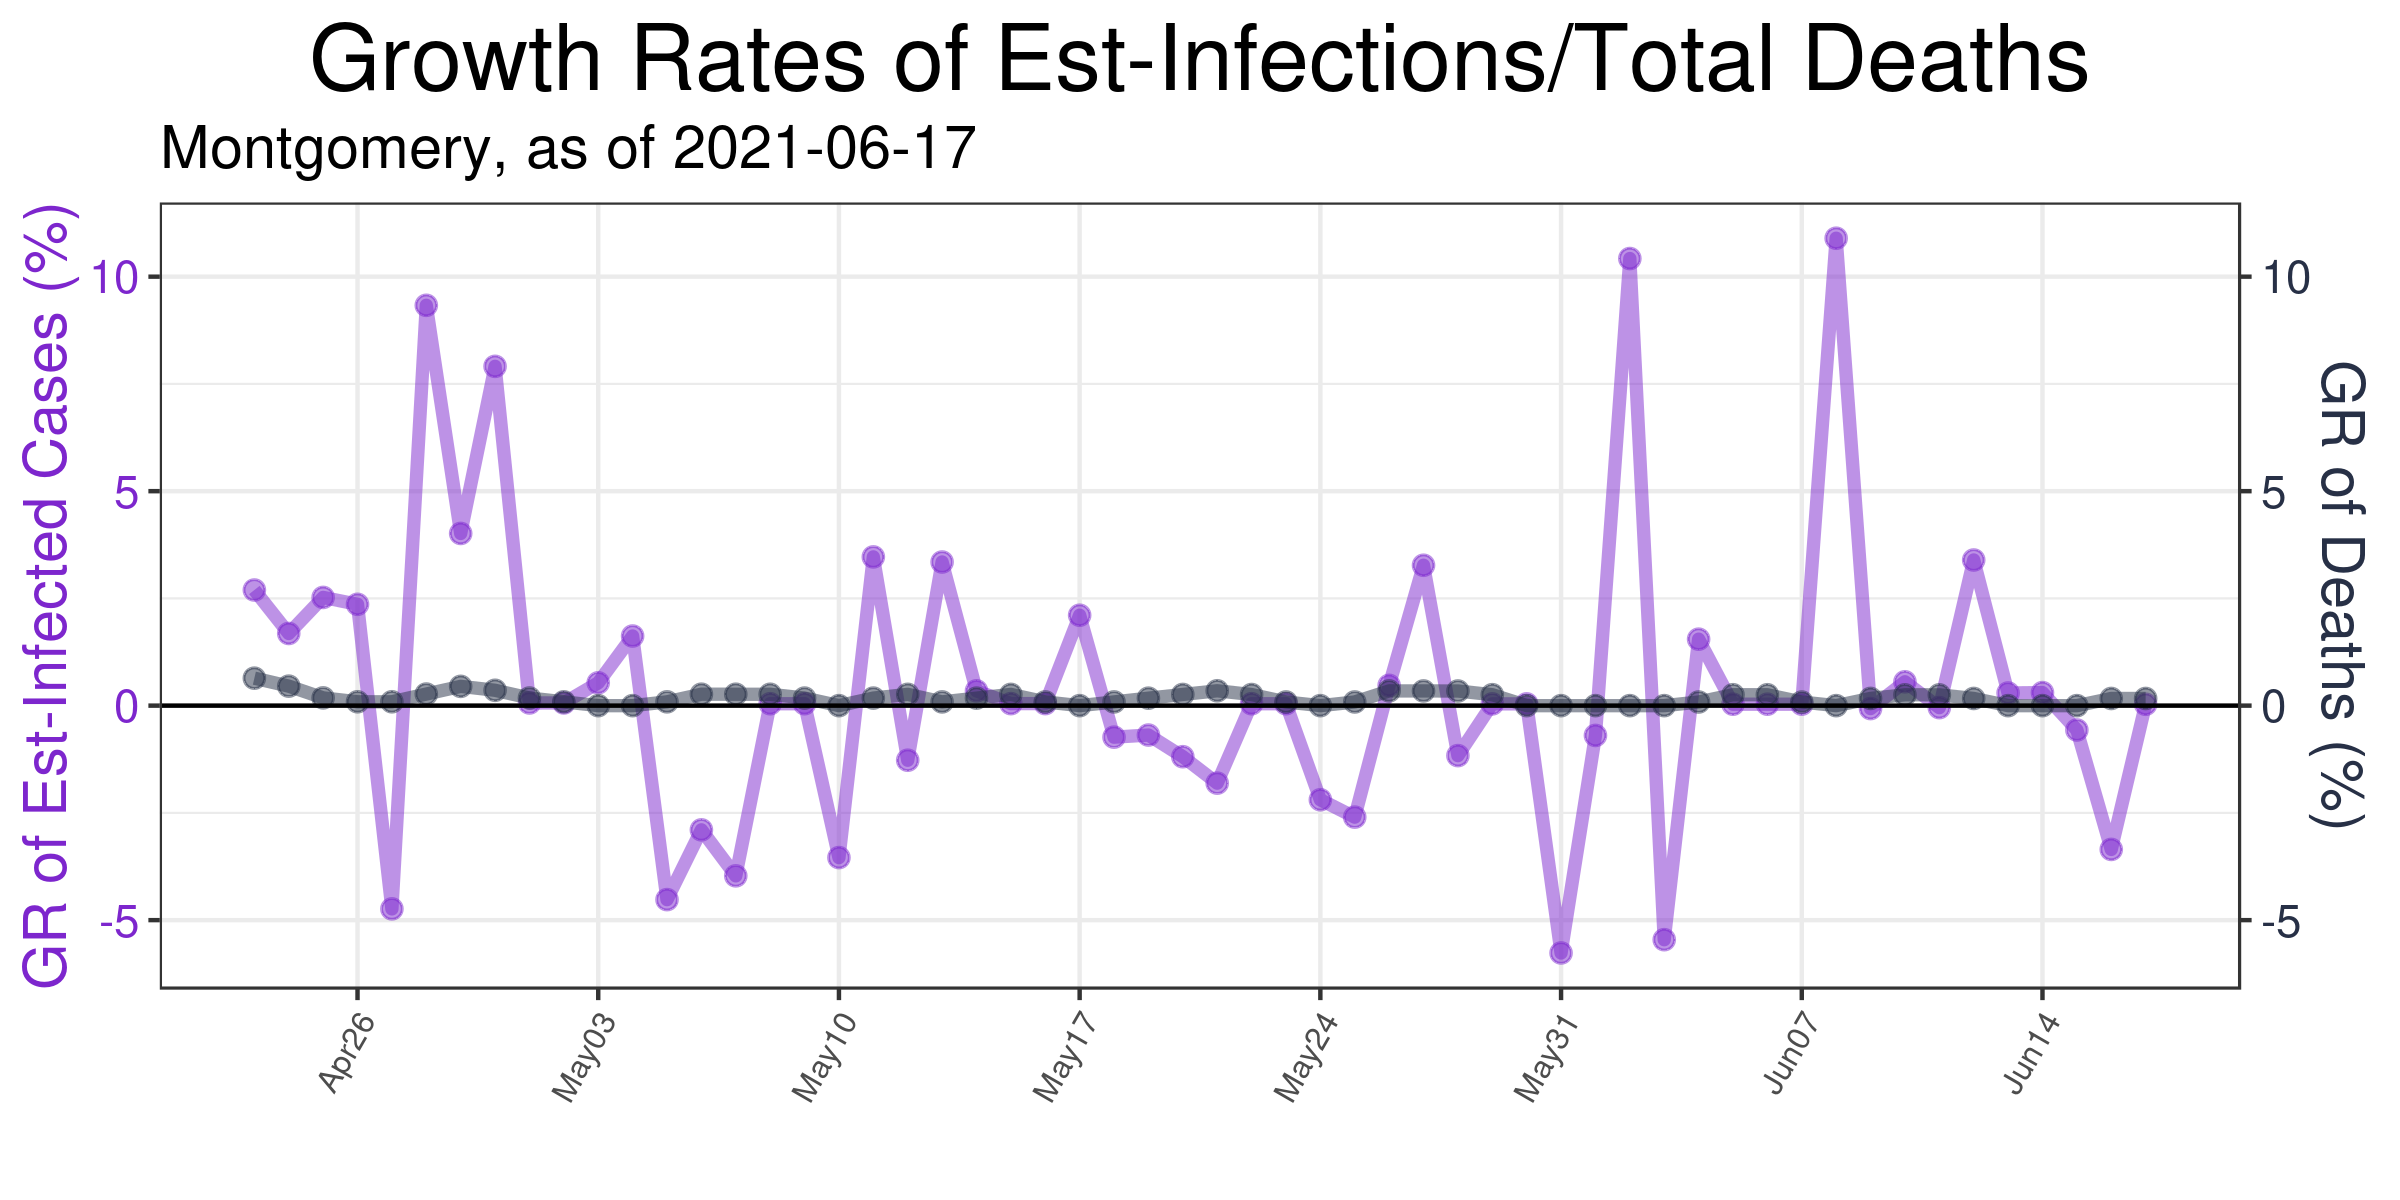 Growth Rates of Est-Infections/Total Deaths
Montgomery, as of 2021-06-17
GR of Est-Infected Cases (%)
10
5
0
-5
10
5
0
-5
GR of Deaths (%)
Apr26
May03
May10
May17
May24
May31
Jun07
Jun14